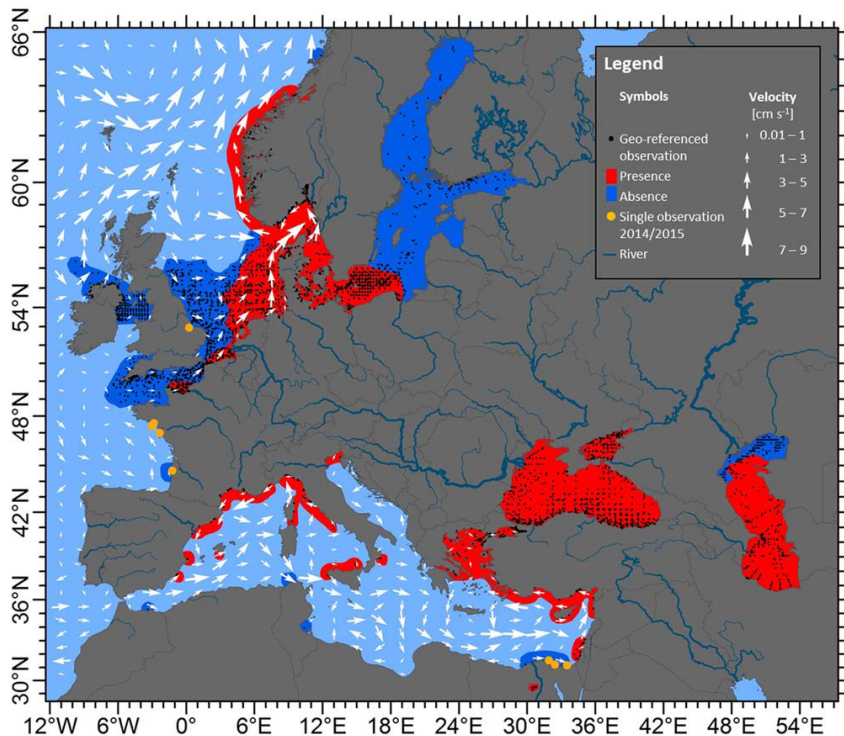 66°N
60°N
54°N
48°N
42°N
36°N
30°N
Legend
Symbols Velocity
[cm s⁻¹]
Geo-referenced
observation
Presence
Absence
Single observation
2014/2015
River
0.01 – 1
1 – 3
3 – 5
5 – 7
7 – 9
12°W 6°W 0° 6°E 12°E 18°E 24°E 30°E 36°E 42°E 48°E 54°E